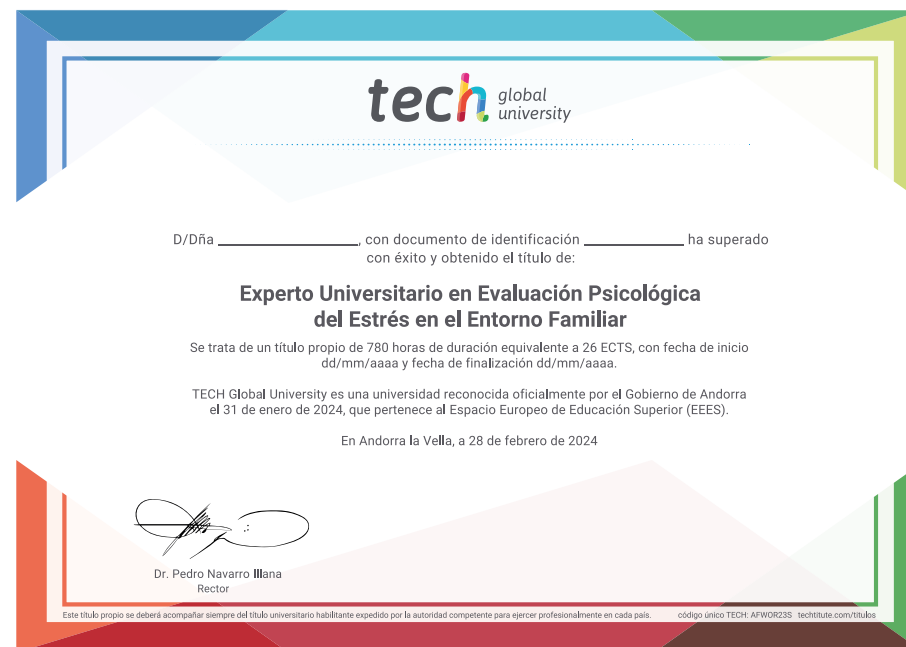 tech global university
D/Dña ____________________, con documento de identificación ______________ ha superado
con éxito y obtenido el título de:
Experto Universitario en Evaluación Psicológica
del Estrés en el Entorno Familiar
Se trata de un título propio de 780 horas de duración equivalente a 26 ECTS, con fecha de inicio
dd/mm/aaaa y fecha de finalización dd/mm/aaaa.
TECH Global University es una universidad reconocida oficialmente por el Gobierno de Andorra
el 31 de enero de 2024, que pertenece al Espacio Europeo de Educación Superior (EEES).
En Andorra la Vella, a 28 de febrero de 2024
Dr. Pedro Navarro Illana
Rector
Este título propio se deberá acompañar siempre del título universitario habilitante expedido por la autoridad competente para ejercer profesionalmente en cada país. código único TECH: AFWOR23S techtitute.com/titulos